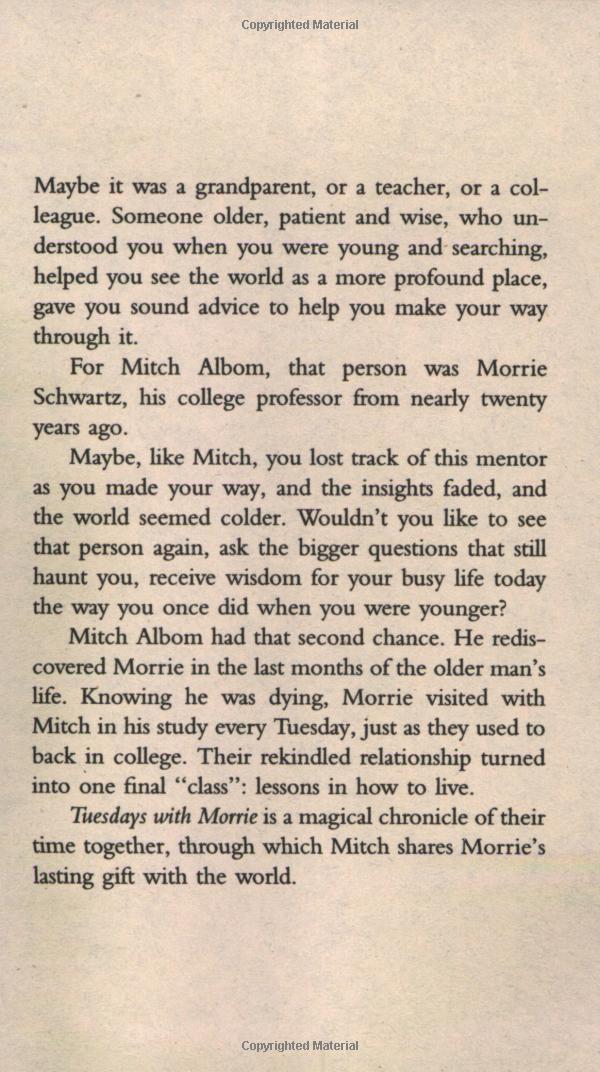 Copyrighted Material
Maybe it was a grandparent, or a teacher, or a col-
league. Someone older, patient and wise, who un-
derstood you when you were young and searching,
helped you see the world as a more profound place,
gave you sound advice to help you make your way
through it.
For Mitch Albom, that person was Morrie
Schwartz, his college professor from nearly twenty
years ago.
Maybe, like Mitch, you lost track of this mentor
as you made your way, and the insights faded, and
the world seemed colder. Wouldn't you like to see
that person again, ask the bigger questions that still
haunt you, receive wisdom for your busy life today
the way you once did when you were younger?
Mitch Albom had that second chance. He redis-
covered Morrie in the last months of the older man's
life. Knowing he was dying, Morrie visited with
Mitch in his study every Tuesday, just as they used to
back in college. Their rekindled relationship turned
into one final "class": lessons in how to live.
Tuesdays with Morrie is a magical chronicle of their
time together, through which Mitch shares Morrie's
lasting gift with the world.
Copyrighted Material